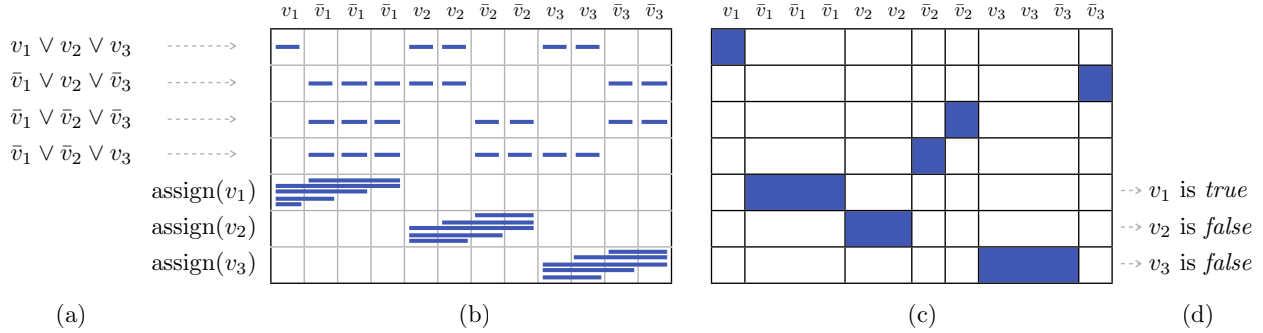 v₁ v̄₁ v̄₁ v̄₁ v₂ v₂ v̄₂ v̄₂ v₃ v₃ v̄₃ v̄₃
v₁ v̄₁ v̄₁ v̄₁ v₂ v₂ v̄₂ v̄₂ v₃ v₃ v̄₃ v̄₃
v₁ ∨ v₂ ∨ v₃
v̄₁ ∨ v₂ ∨ v̄₃
v̄₁ ∨ v̄₂ ∨ v̄₃
v̄₁ ∨ v̄₂ ∨ v₃
assign(v₁)
assign(v₂)
assign(v₃)
v₁ is true
v₂ is false
v₃ is false
(a)
(b)
(c)
(d)